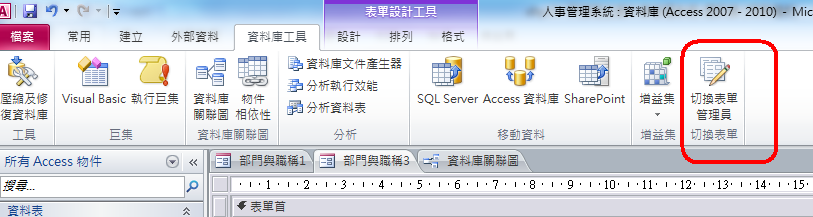 表單設計工具 人事管理系統 : 資料庫 (Access 2007 - 2010) - Mic
檔案 常用 建立 外部資料 資料庫工具 設計 排列 格式
壓縮及修復資料庫
Visual Basic 執行巨集
資料庫關聯圖
物件相依性
資料庫文件產生器
分析執行效能
分析資料表
SQL Server Access 資料庫 SharePoint
增益集
切換表單管理員
工具 巨集 資料庫關聯圖 分析 移動資料 增益集 切換表單
所有 Access 物件
部門與職稱1 部門與職稱3 資料庫關聯圖
搜尋...
1 2 3 4 5 6 7 8 9 10 11 12 13 14 15
資料表
表單首